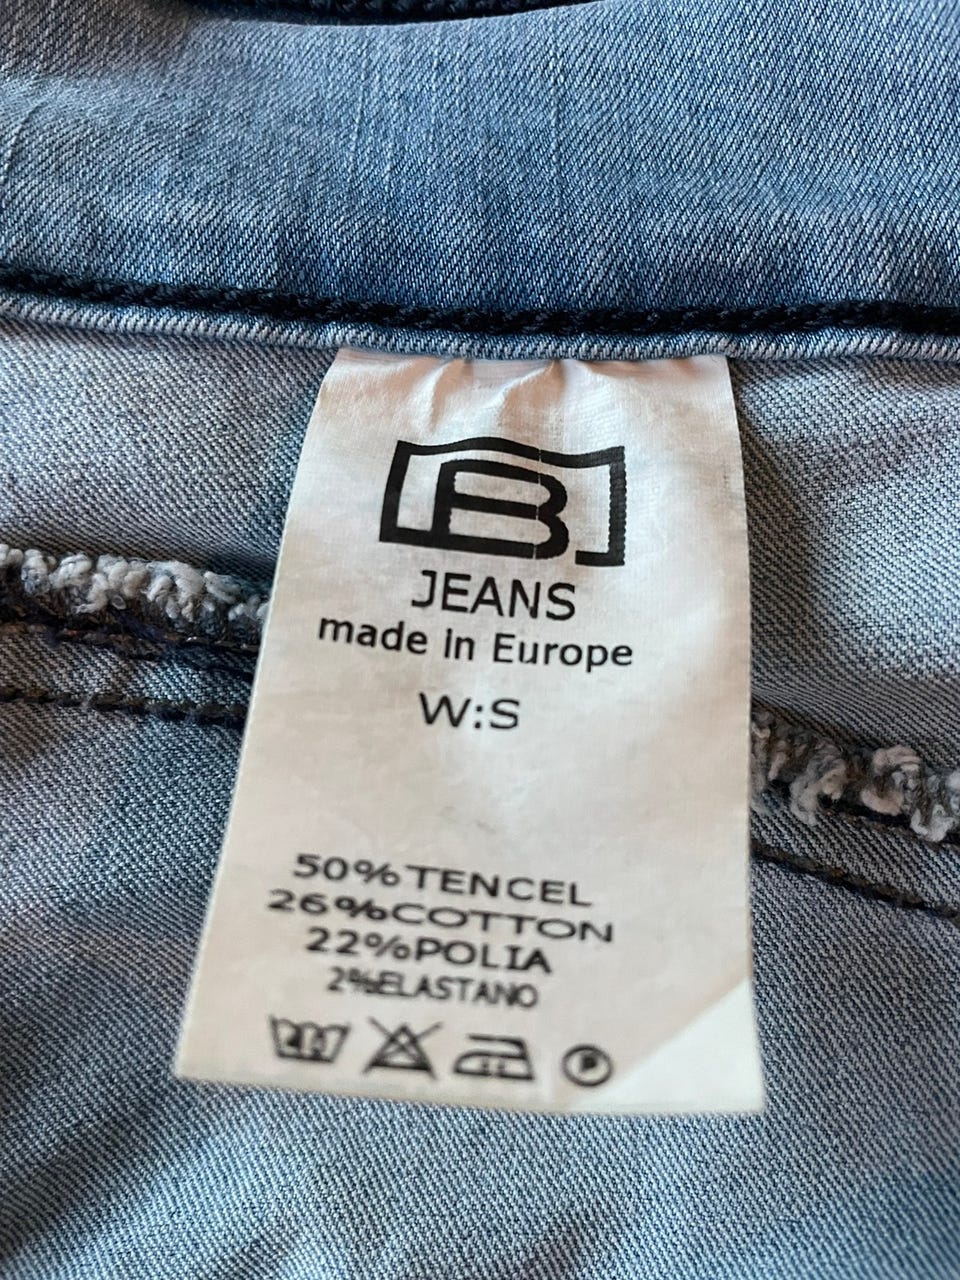 B
JEANS
made in Europe
W:S
50%TENCEL
26%COTTON
22%POLIA
2%ELASTANO
P